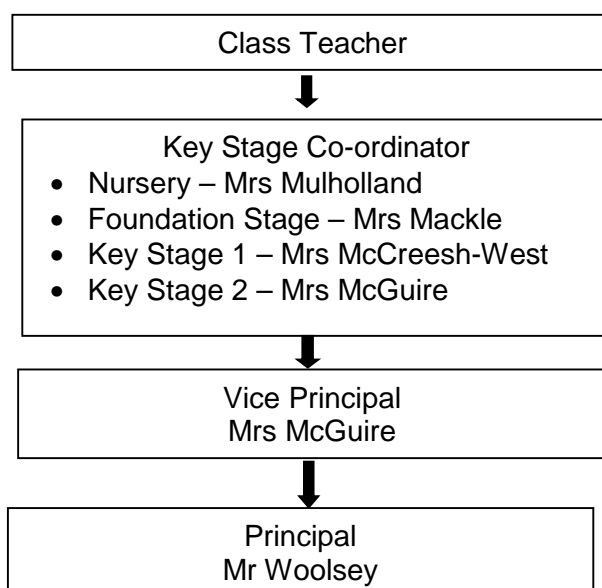 Class Teacher
Key Stage Co-ordinator
• Nursery – Mrs Mulholland
• Foundation Stage – Mrs Mackle
• Key Stage 1 – Mrs McCreesh-West
• Key Stage 2 – Mrs McGuire
Vice Principal
Mrs McGuire
Principal
Mr Woolsey